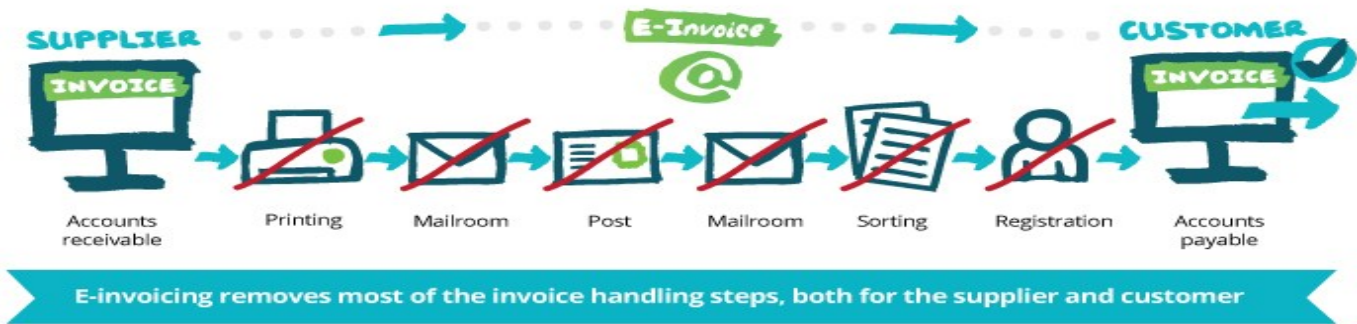 SUPPLIER
E-Invoice
CUSTOMER
INVOICE
@
INVOICE
Accounts
receivable
Printing
Mailroom
Post
Mailroom
Sorting
Registration
Accounts
payable
E-invoicing removes most of the invoice handling steps, both for the supplier and customer